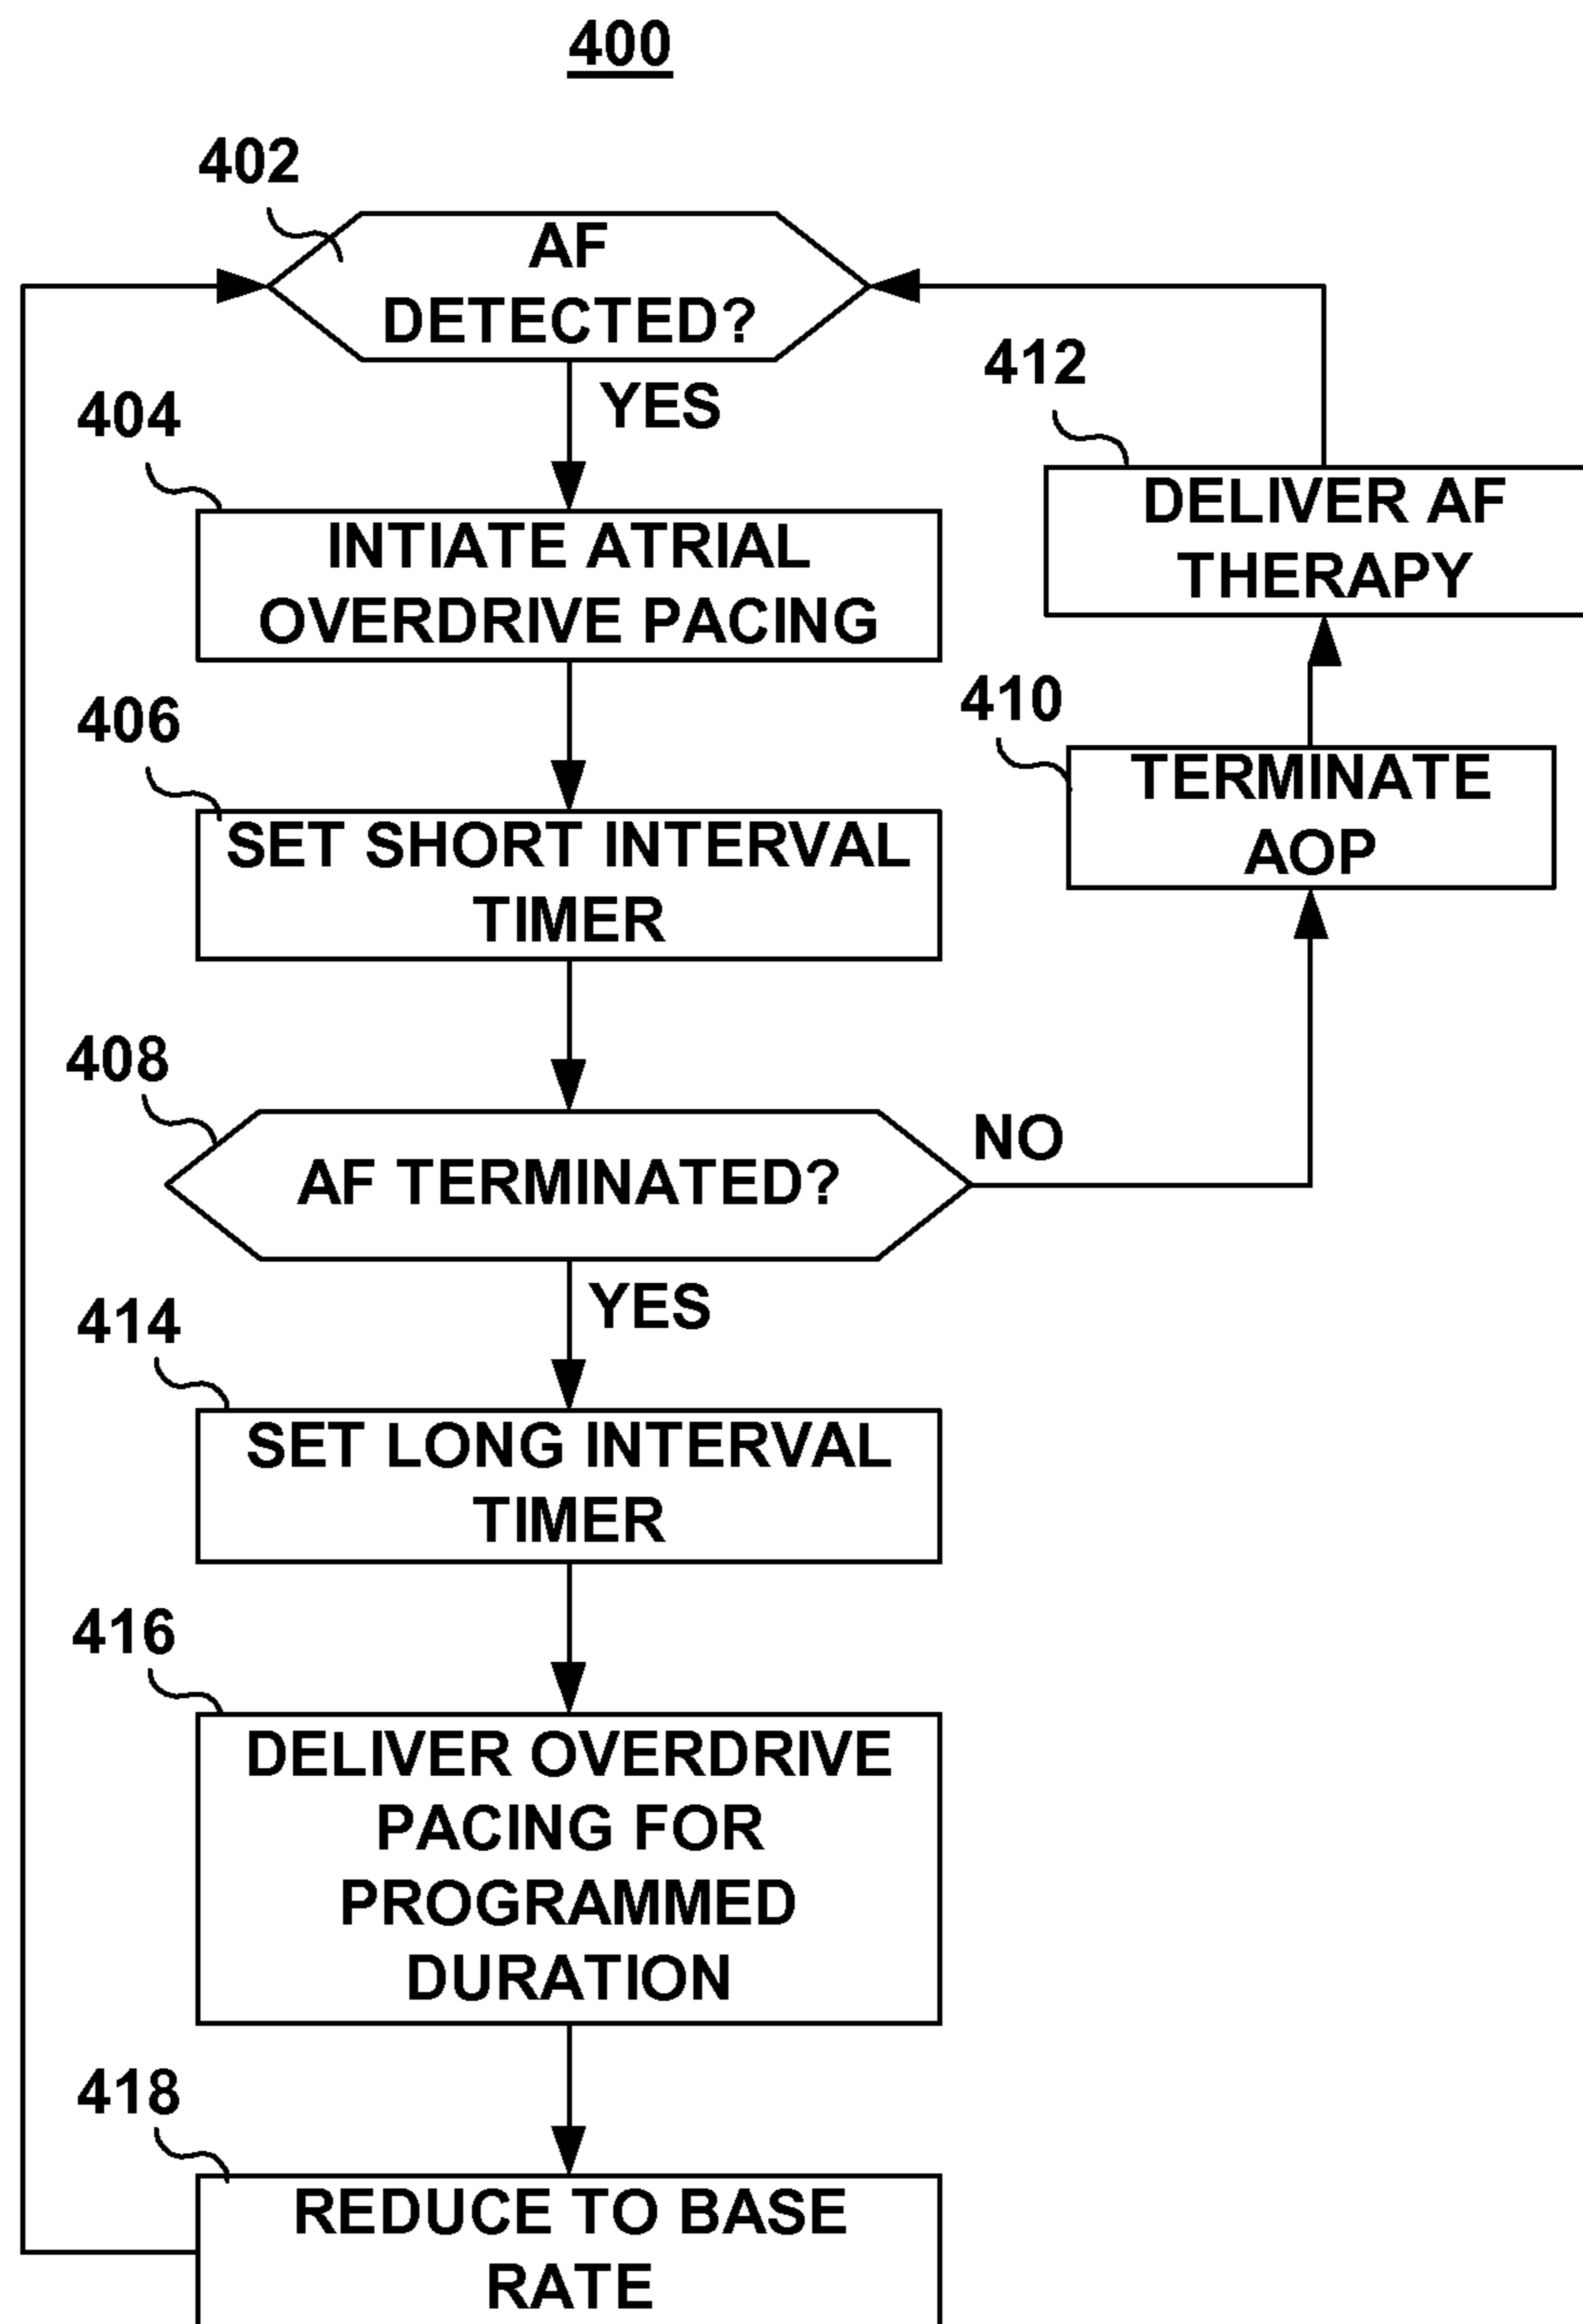 400
402
AF
DETECTED?
YES
404
INTIATE ATRIAL
OVERDRIVE PACING
406
SET SHORT INTERVAL
TIMER
408
AF TERMINATED?
NO
410
TERMINATE
AOP
412
DELIVER AF
THERAPY
YES
414
SET LONG INTERVAL
TIMER
416
DELIVER OVERDRIVE
PACING FOR
PROGRAMMED
DURATION
418
REDUCE TO BASE
RATE